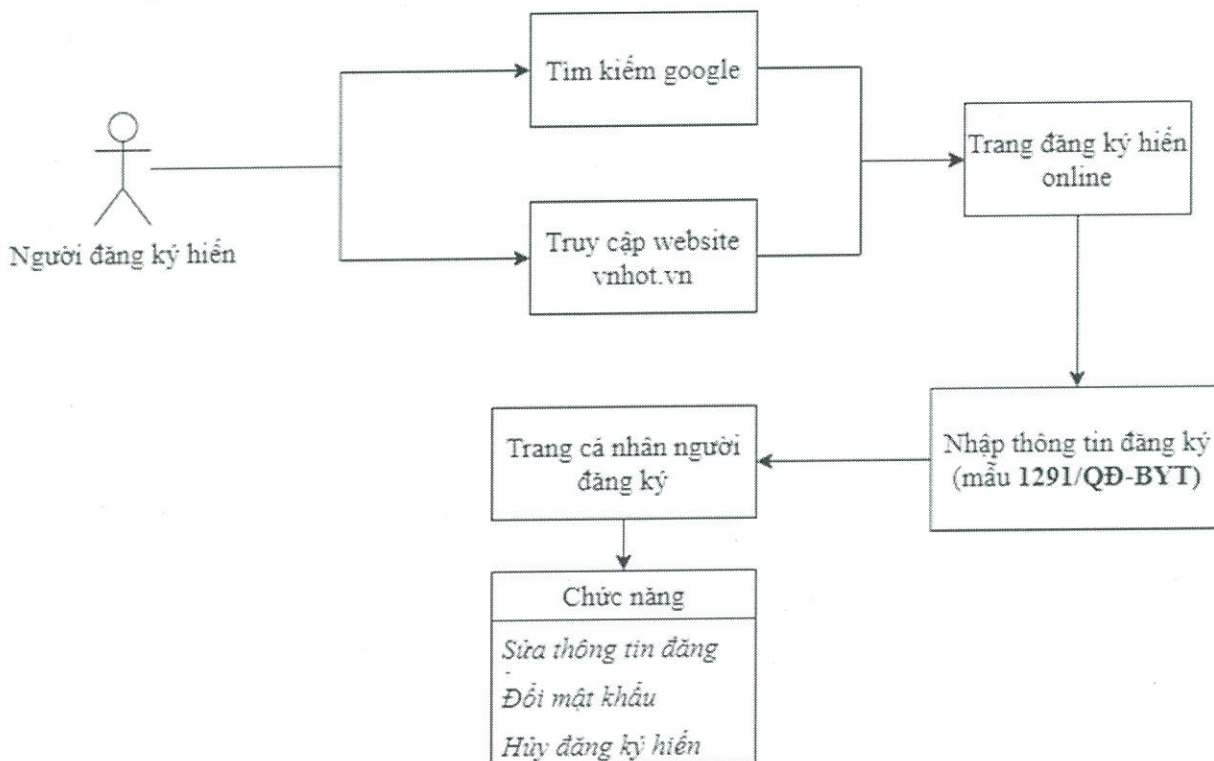 Tìm kiếm google
Người đăng ký hiến
Truy cập website
vnhot.vn
Trang đăng ký hiến
online
Nhập thông tin đăng ký
(mẫu 1291/QĐ-BYT)
Trang cá nhân người
đăng ký
Chức năng
Sửa thông tin đăng
Đổi mật khẩu
Hủy đăng ký hiến